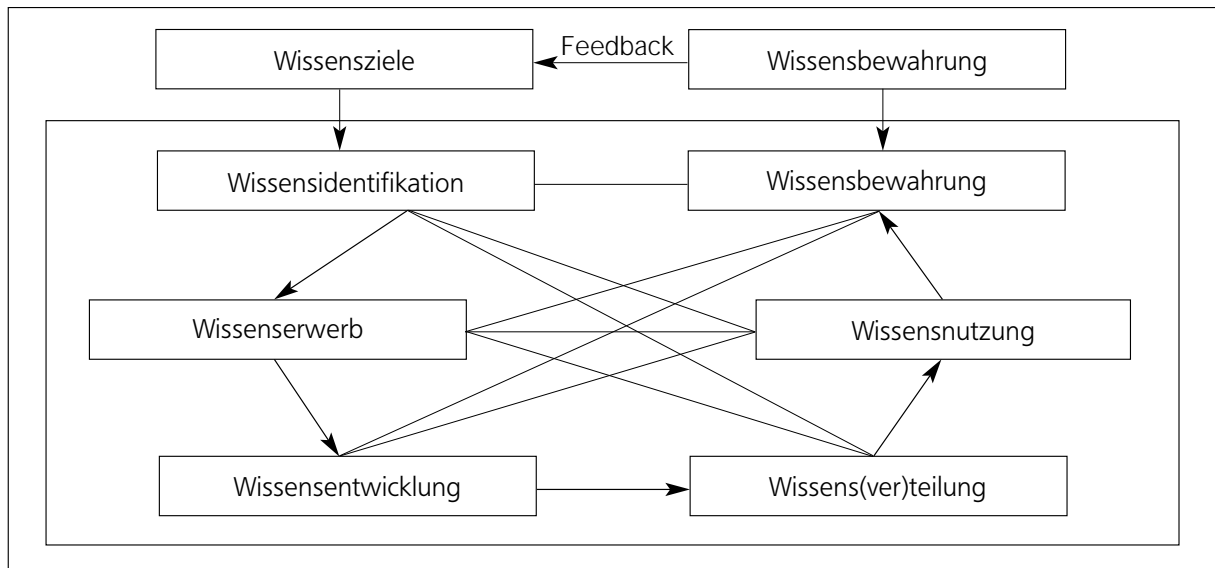 Wissensziele
Feedback
Wissensbewahrung
Wissensidentifikation
Wissensbewahrung
Wissenserwerb
Wissensnutzung
Wissensentwicklung
Wissens(ver)teilung